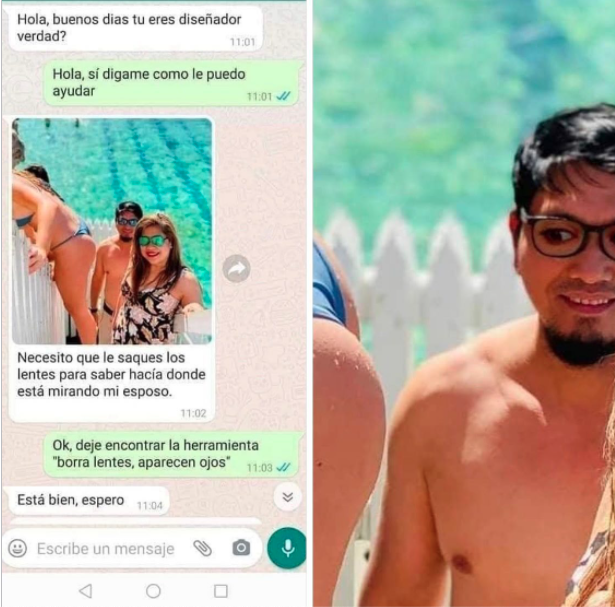 Hola, buenos dias tu eres diseñador
verdad?
11:01
Hola, sí digame como le puedo
ayudar
11:01
Necesito que le saques los
lentes para saber hacía donde
está mirando mi esposo.
11:02
Ok, deje encontrar la herramienta
"borra lentes, aparecen ojos"
11:03
Está bien, espero
11:04
Escribe un mensaje